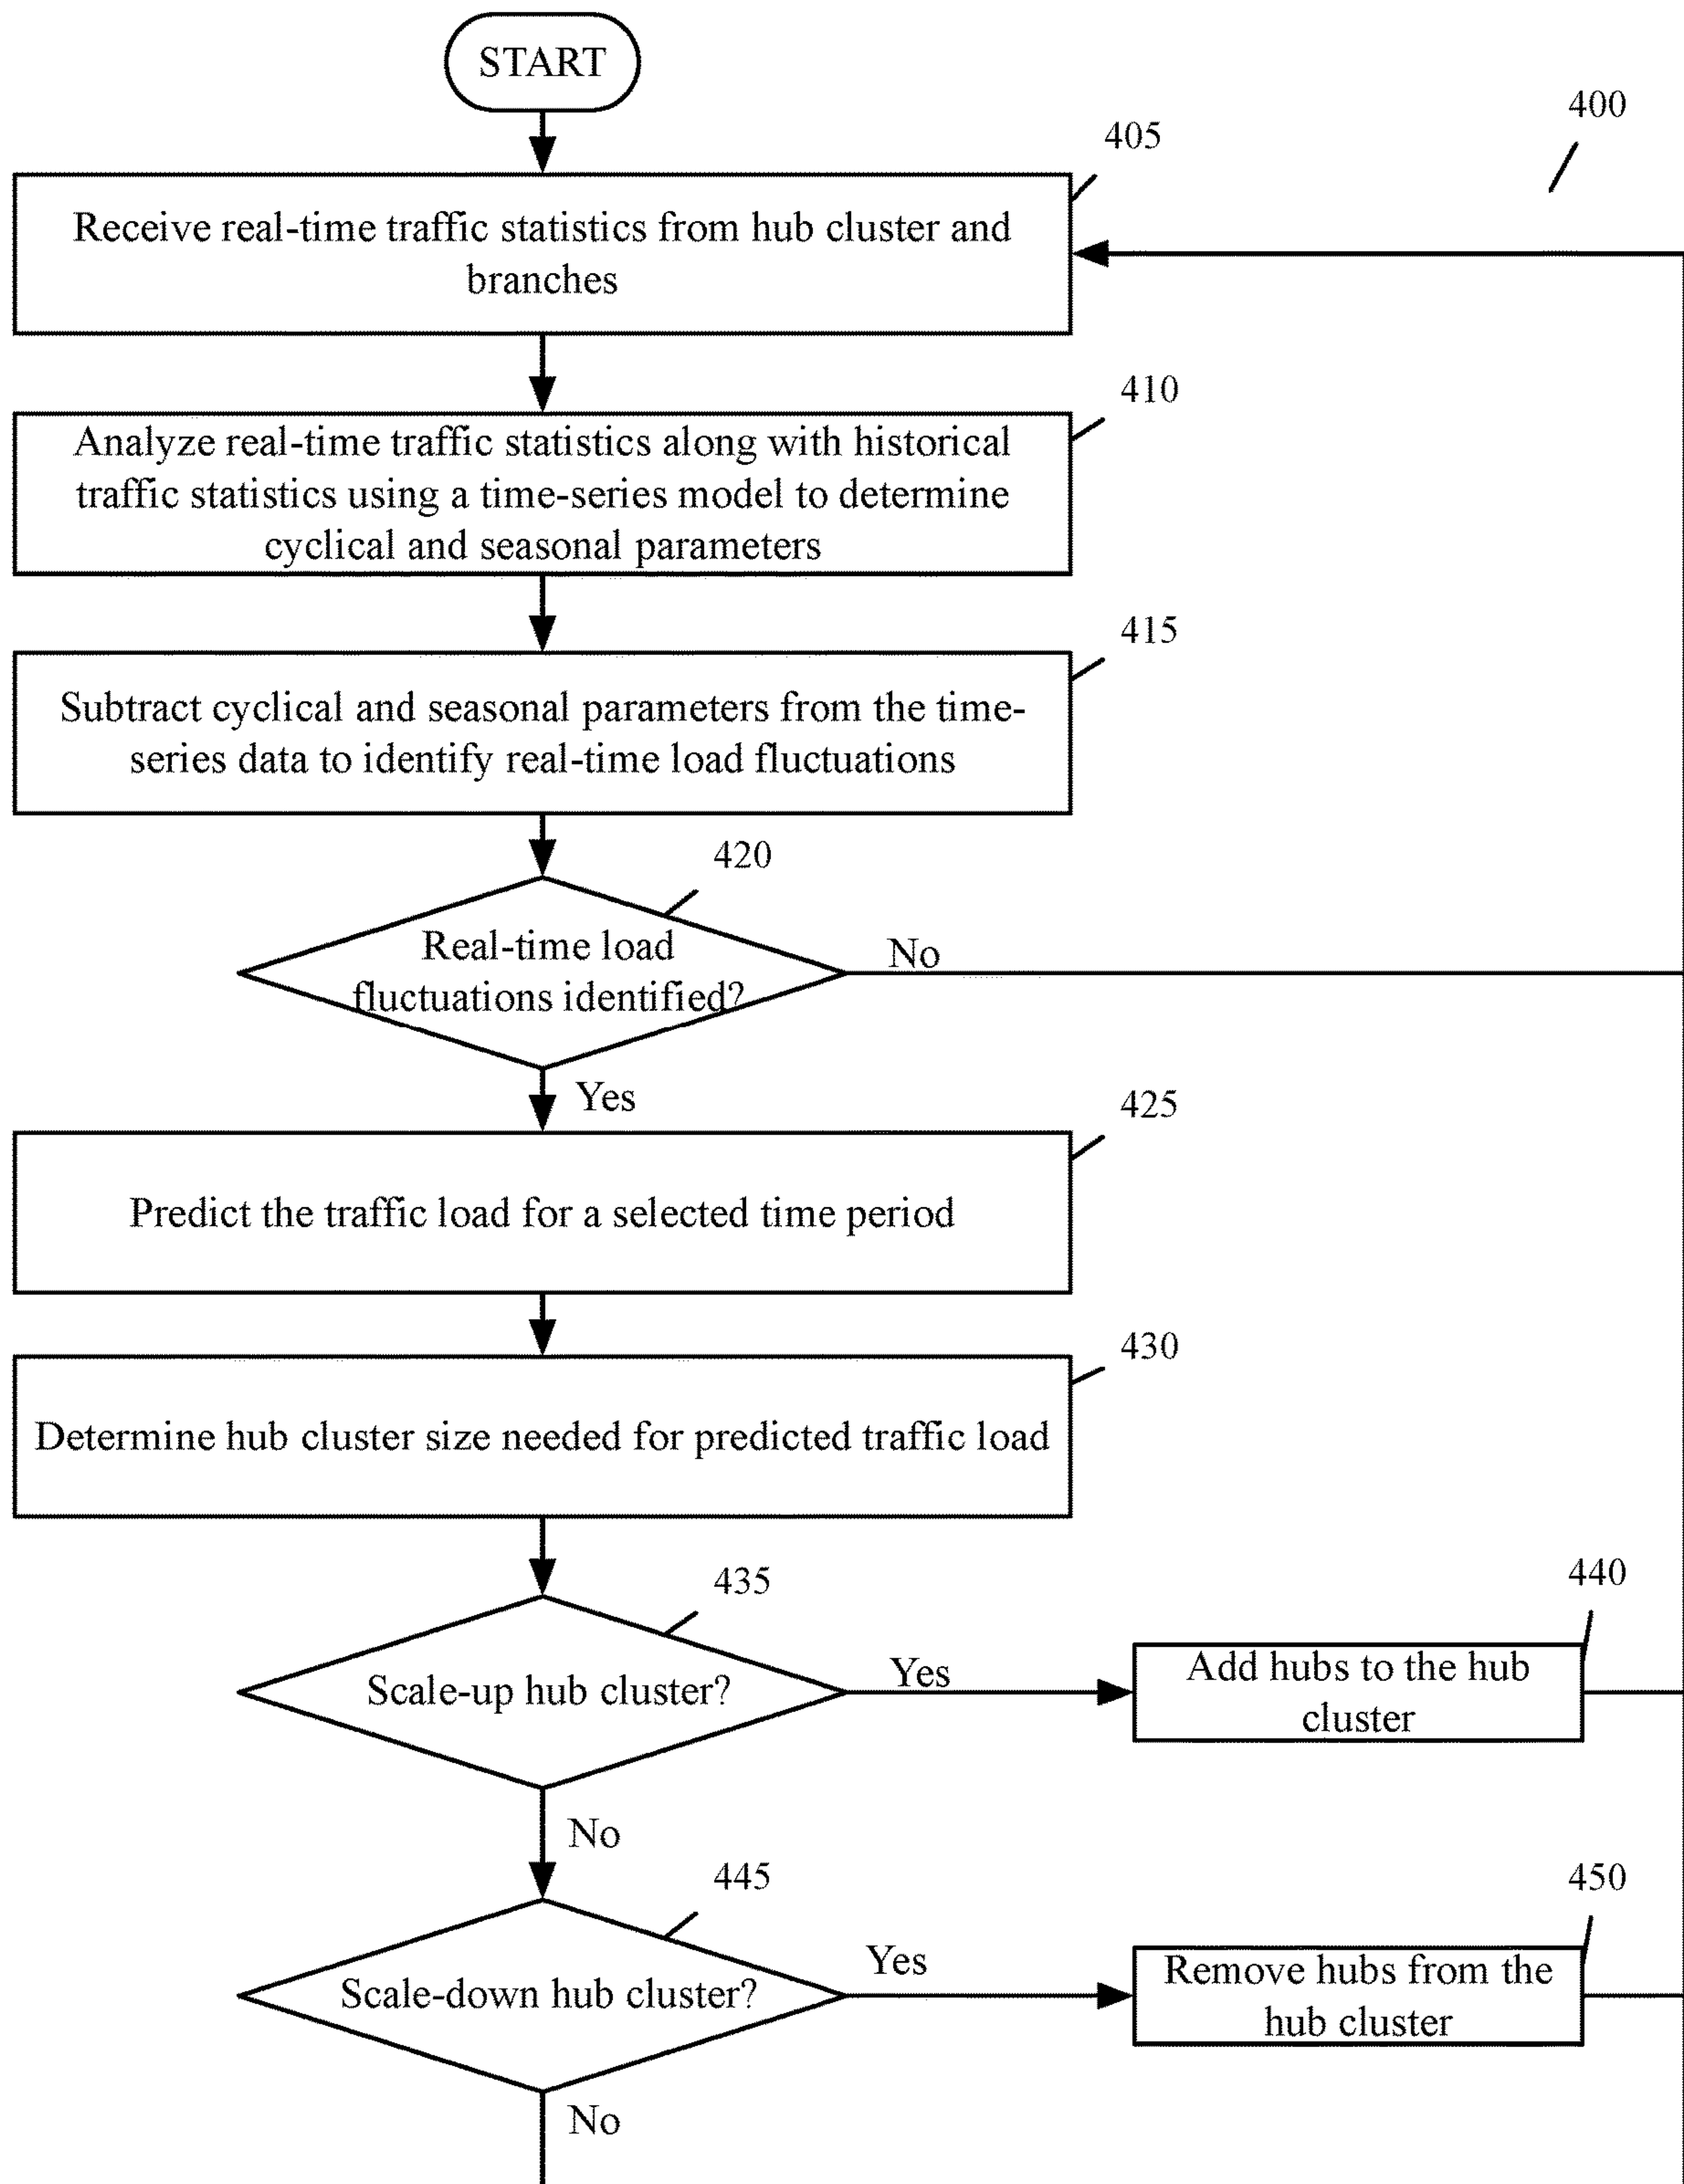 START
400
405
Receive real-time traffic statistics from hub cluster and
branches
410
Analyze real-time traffic statistics along with historical
traffic statistics using a time-series model to determine
cyclical and seasonal parameters
415
Subtract cyclical and seasonal parameters from the time-
series data to identify real-time load fluctuations
420
Real-time load
fluctuations identified?
No
Yes
425
Predict the traffic load for a selected time period
430
Determine hub cluster size needed for predicted traffic load
435
Scale-up hub cluster?
Yes
440
Add hubs to the hub
cluster
No
445
Scale-down hub cluster?
Yes
450
Remove hubs from the
hub cluster
No